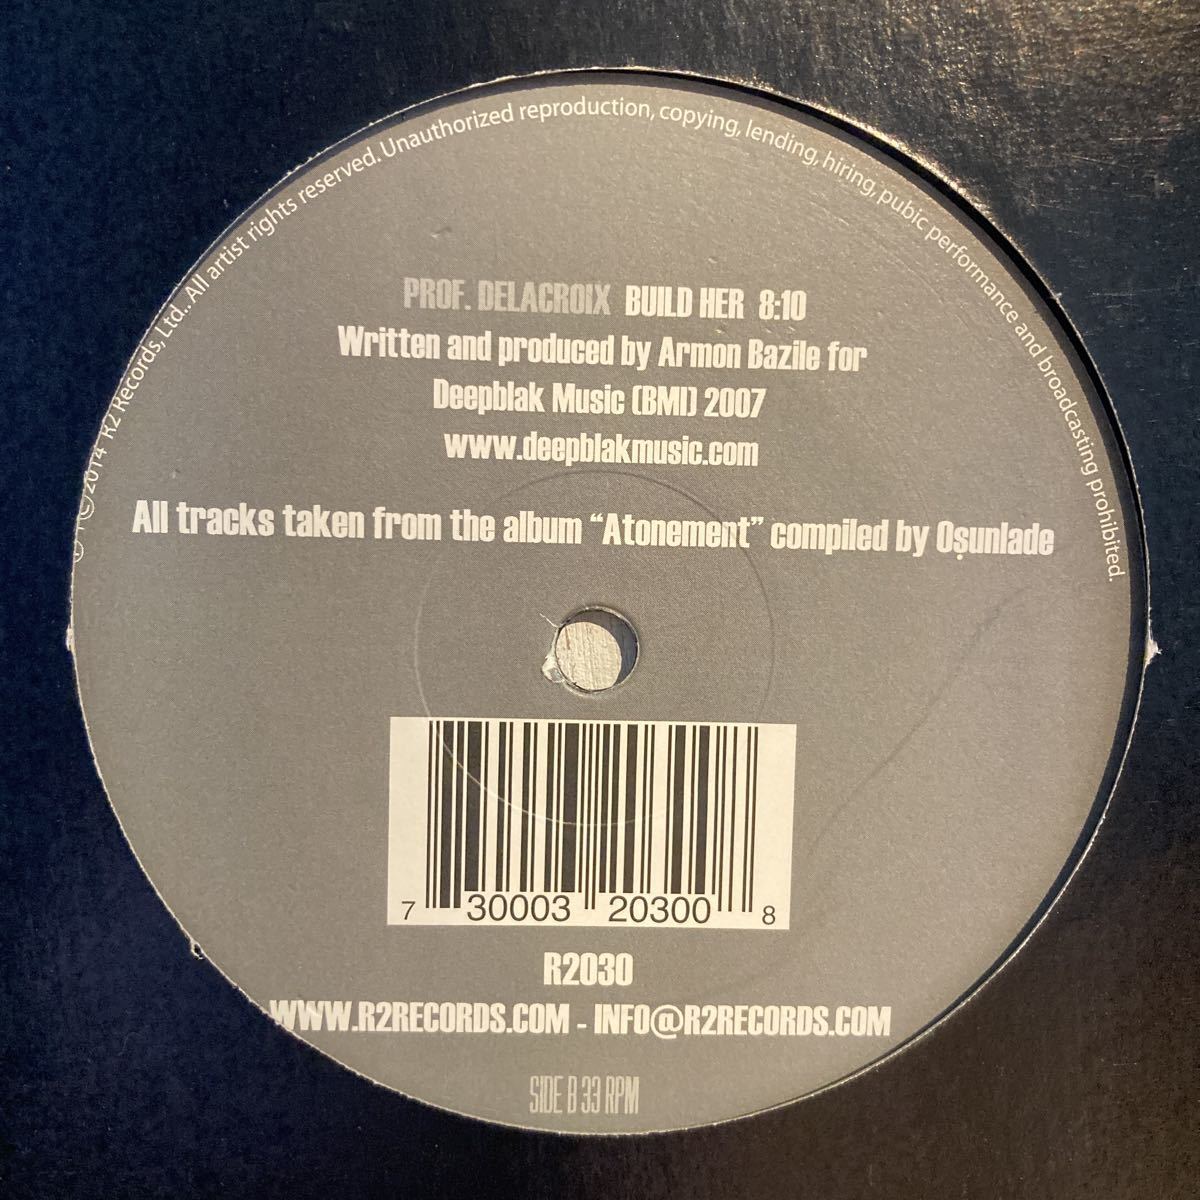 ℗ © 2014 R2 Records, Ltd.. All artist rights reserved. Unauthorized reproduction, copying, lending, hiring, pubic performance and broadcasting prohibited.
PROF. DELACROIX BUILD HER 8:10
Written and produced by Armon Bazile for
Deepblak Music (BMI) 2007
www.deepblakmusic.com
All tracks taken from the album “Atonement” compiled by Oṣunlade
7 30003 20300 8
R2030
WWW.R2RECORDS.COM - INFO@R2RECORDS.COM
SIDE B 33 RPM